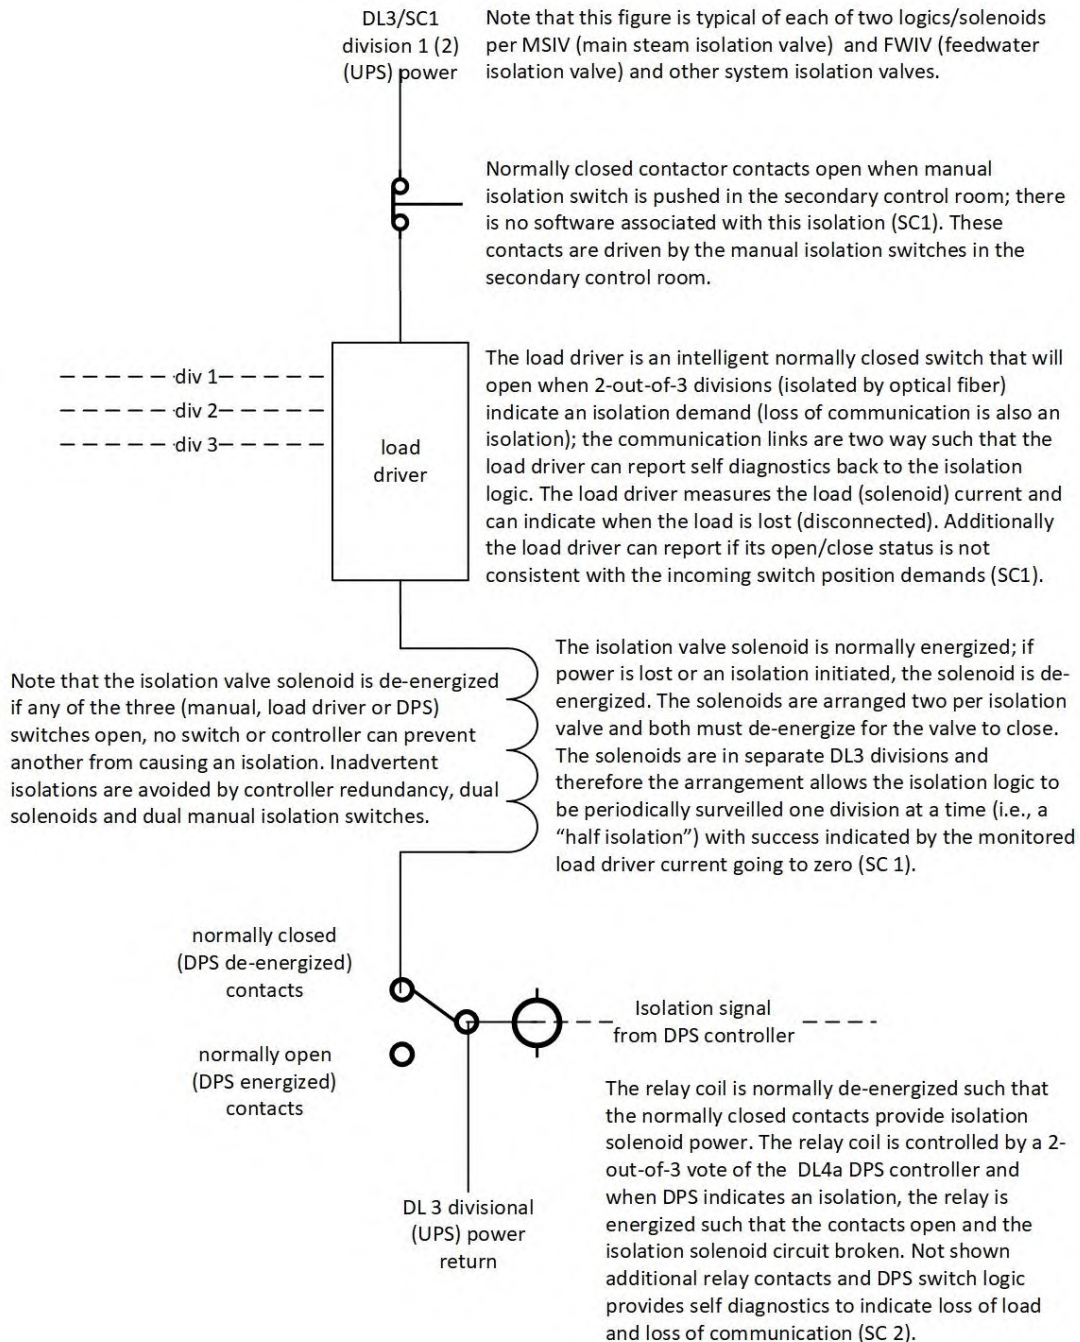 DL3/SC1
division 1 (2)
(UPS) power
Note that this figure is typical of each of two logics/solenoids
per MSIV (main steam isolation valve) and FWIV (feedwater
isolation valve) and other system isolation valves.
Normally closed contactor contacts open when manual
isolation switch is pushed in the secondary control room; there
is no software associated with this isolation (SC1). These
contacts are driven by the manual isolation switches in the
secondary control room.
div 1
div 2
div 3
load
driver
The load driver is an intelligent normally closed switch that will
open when 2-out-of-3 divisions (isolated by optical fiber)
indicate an isolation demand (loss of communication is also an
isolation); the communication links are two way such that the
load driver can report self diagnostics back to the isolation
logic. The load driver measures the load (solenoid) current and
can indicate when the load is lost (disconnected). Additionally
the load driver can report if its open/close status is not
consistent with the incoming switch position demands (SC1).
Note that the isolation valve solenoid is de-energized
if any of the three (manual, load driver or DPS)
switches open, no switch or controller can prevent
another from causing an isolation. Inadvertent
isolations are avoided by controller redundancy, dual
solenoids and dual manual isolation switches.
The isolation valve solenoid is normally energized; if
power is lost or an isolation initiated, the solenoid is de-
energized. The solenoids are arranged two per isolation
valve and both must de-energize for the valve to close.
The solenoids are in separate DL3 divisions and
therefore the arrangement allows the isolation logic to
be periodically surveilled one division at a time (i.e., a
“half isolation”) with success indicated by the monitored
load driver current going to zero (SC 1).
normally closed
(DPS de-energized)
contacts
normally open
(DPS energized)
contacts
Isolation signal
from DPS controller
DL 3 divisional
(UPS) power
return
The relay coil is normally de-energized such that
the normally closed contacts provide isolation
solenoid power. The relay coil is controlled by a 2-
out-of-3 vote of the DL4a DPS controller and
when DPS indicates an isolation, the relay is
energized such that the contacts open and the
isolation solenoid circuit broken. Not shown
additional relay contacts and DPS switch logic
provides self diagnostics to indicate loss of load
and loss of communication (SC 2).